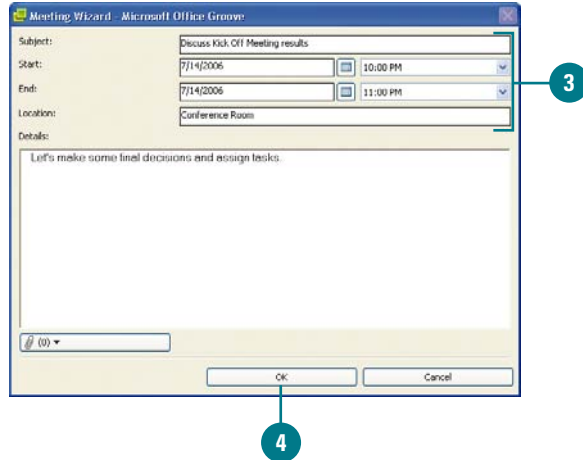 Meeting Wizard - Microsoft Office Groove
Subject: Discuss Kick Off Meeting results
Start: 7/14/2006 10:00 PM
3
End: 7/14/2006 11:00 PM
Location: Conference Room
Details:
Let's make some final decisions and assign tasks.
(0)
OK Cancel
4